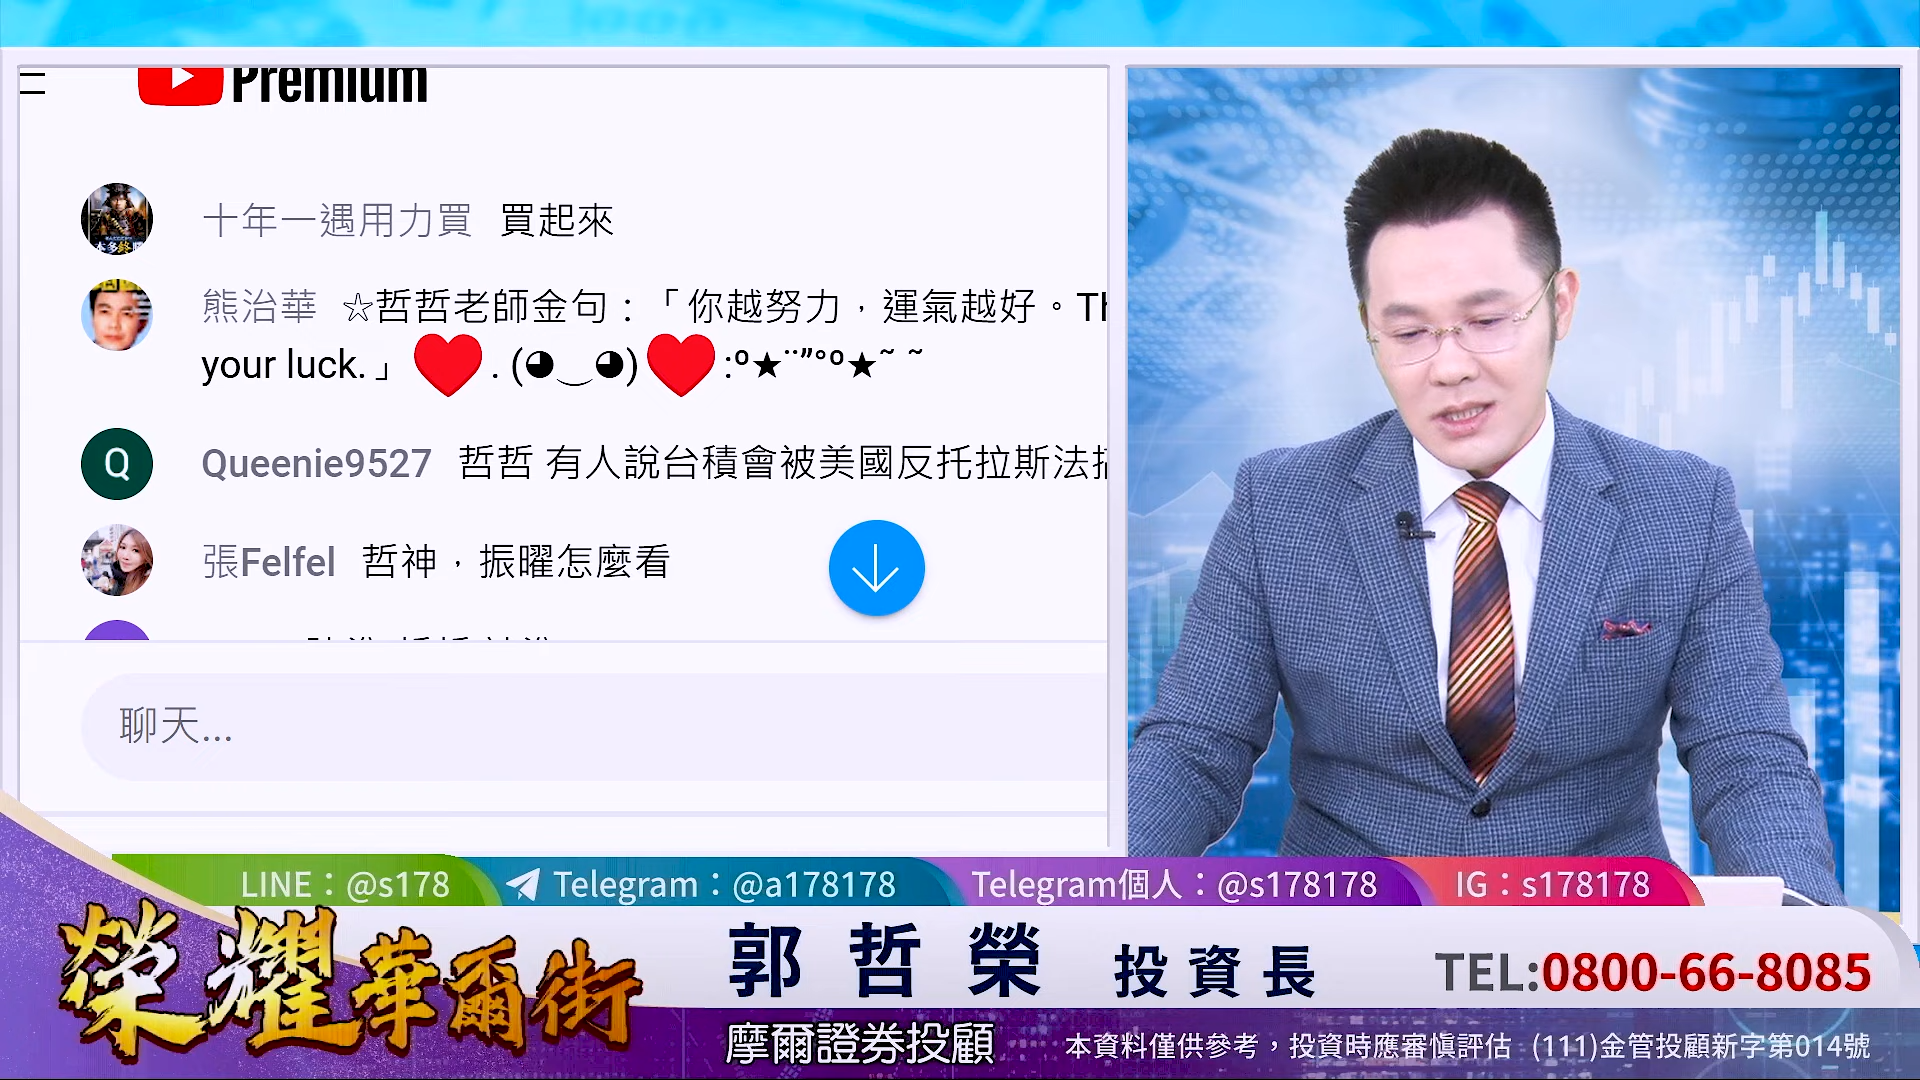 Premium
十年一遇用力買 買起來
熊治華 ☆哲哲老師金句：「你越努力，運氣越好。Th
your luck.」❤️. (◕‿◕)❤️:º★¨”°º★˜ ˜
Queenie9527 哲哲 有人說台積會被美國反托拉斯法
張Felfel 哲神，振曜怎麼看
聊天...
LINE：@s178
Telegram：@a178178
Telegram個人：@s178178
IG：s178178
榮耀華爾街
郭哲榮 投資長
TEL:0800-66-8085
摩爾證券投顧
本資料僅供參考，投資時應審慎評估 (111)金管投顧新字第014號